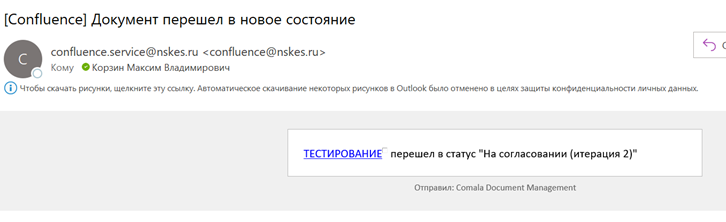 [Confluence] Документ перешел в новое состояние
C
confluence.service@nskes.ru <confluence@nskes.ru>
Кому Корзин Максим Владимирович
Чтобы скачать рисунки, щелкните эту ссылку. Автоматическое скачивание некоторых рисунков в Outlook было отменено в целях защиты конфиденциальности личных данных.
ТЕСТИРОВАНИЕ перешел в статус "На согласовании (итерация 2)"
Отправил: Comala Document Management